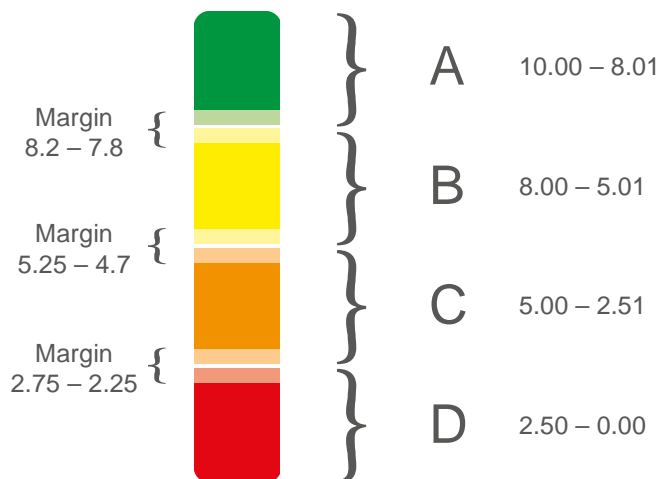 A 10.00 – 8.01
Margin
8.2 – 7.8
B 8.00 – 5.01
Margin
5.25 – 4.7
C 5.00 – 2.51
Margin
2.75 – 2.25
D 2.50 – 0.00